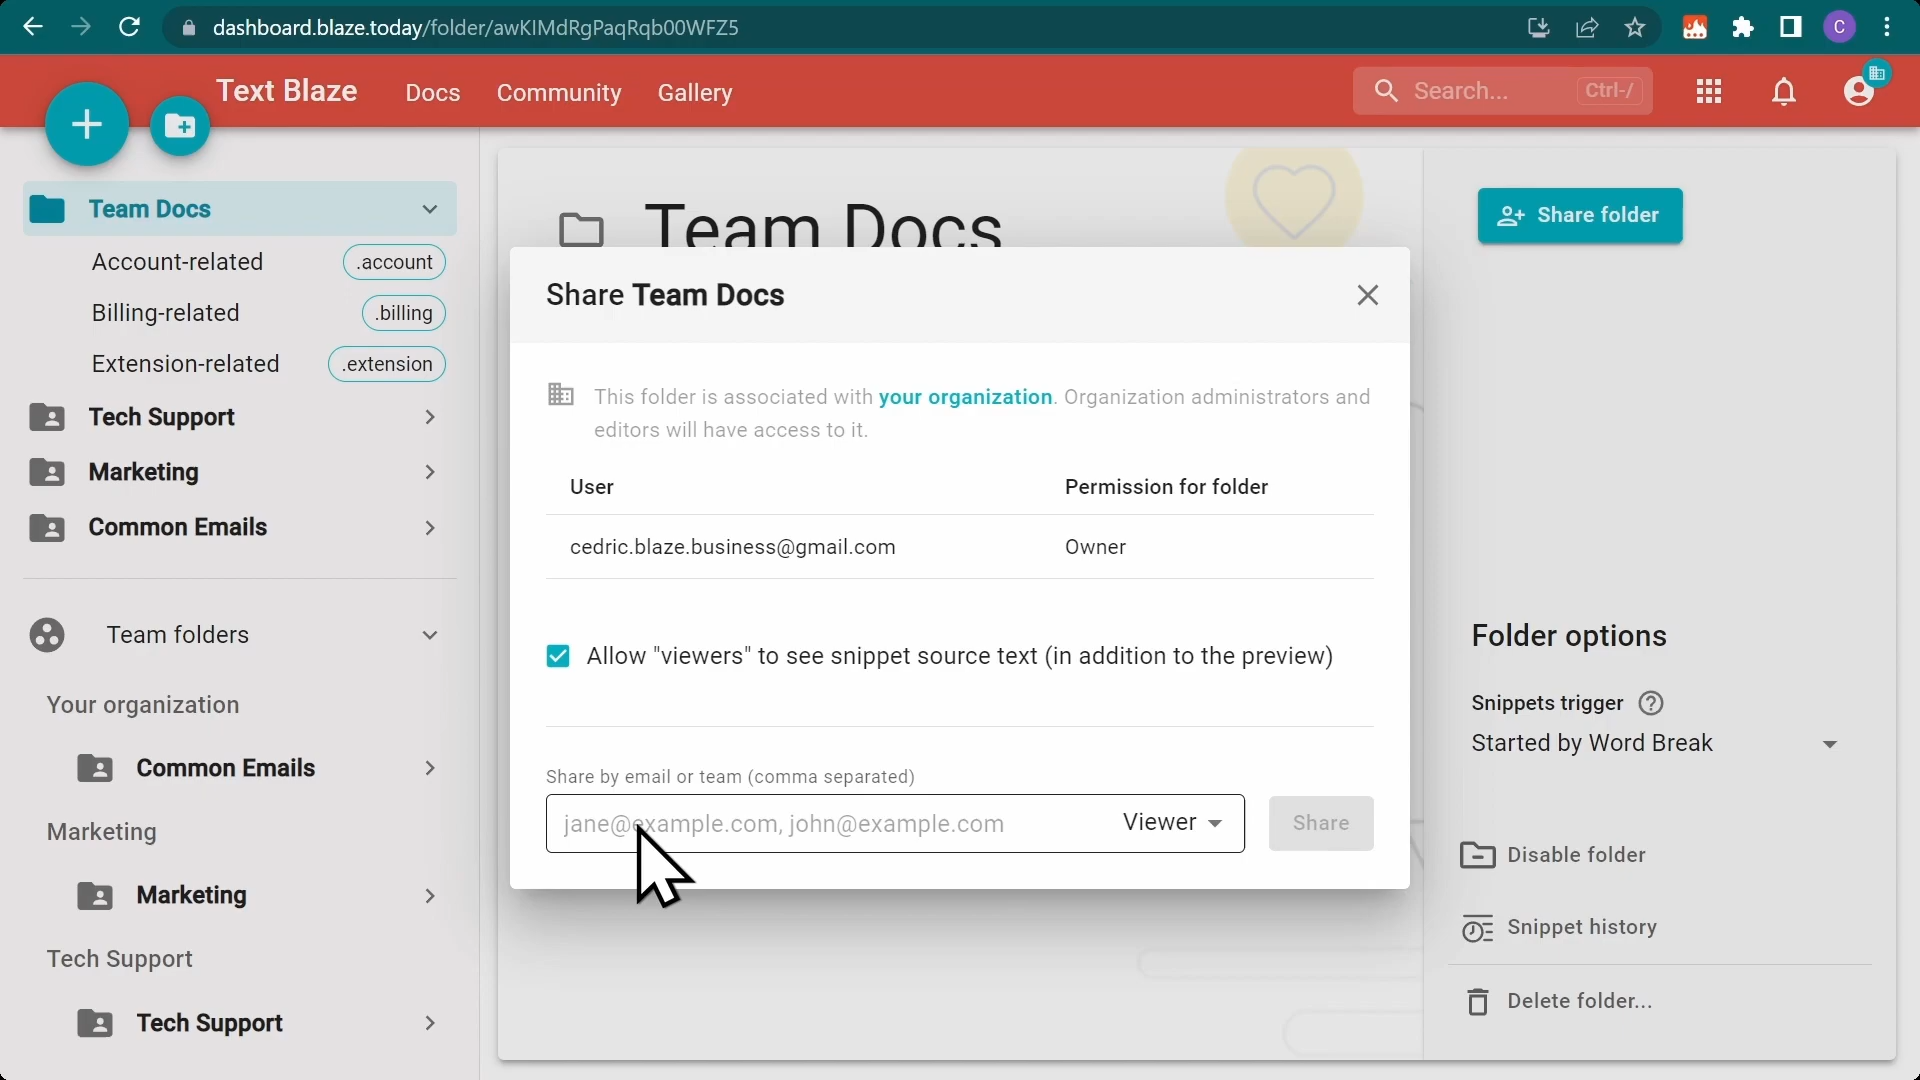 dashboard.blaze.today/folder/awKIMdRgPaqRqb00WFZ5
C
Text Blaze
Docs
Community
Gallery
Search...
Ctrl-/
Team Docs
Account-related
.account
Billing-related
.billing
Extension-related
.extension
Tech Support
Marketing
Common Emails
Team folders
Your organization
Common Emails
Marketing
Marketing
Tech Support
Tech Support
Team Docs
Share Team Docs
This folder is associated with your organization. Organization administrators and
editors will have access to it.
User
Permission for folder
cedric.blaze.business@gmail.com
Owner
Allow "viewers" to see snippet source text (in addition to the preview)
Share by email or team (comma separated)
jane@example.com, john@example.com
Viewer
Share
Share folder
Folder options
Snippets trigger
Started by Word Break
Disable folder
Snippet history
Delete folder...